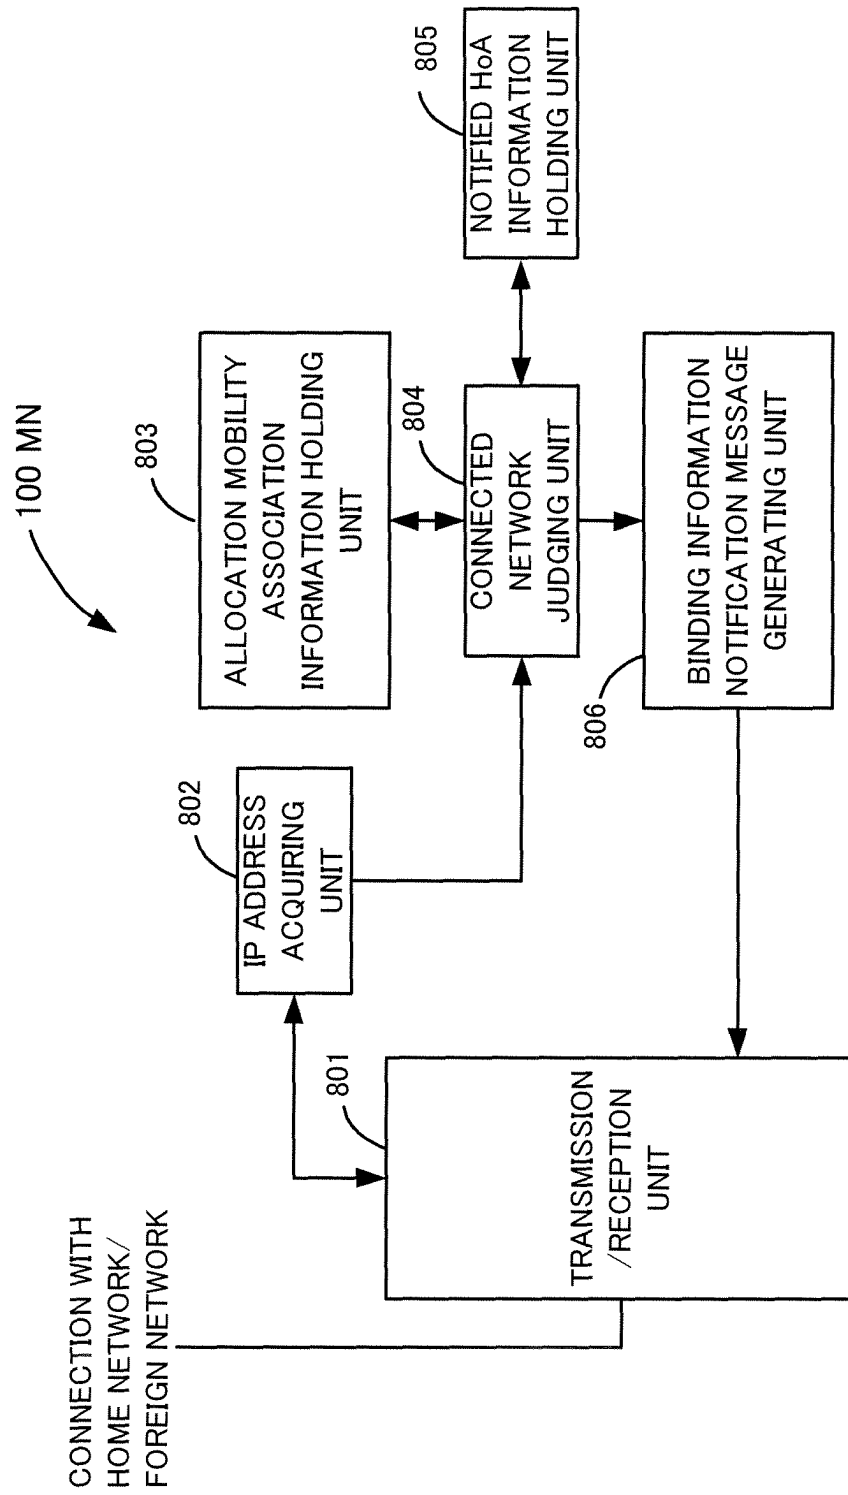 100 MN
CONNECTION WITH
HOME NETWORK/
FOREIGN NETWORK
801
TRANSMISSION
/RECEPTION
UNIT
802
IP ADDRESS
ACQUIRING
UNIT
803
ALLOCATION MOBILITY
ASSOCIATION
INFORMATION HOLDING
UNIT
804
CONNECTED
NETWORK
JUDGING UNIT
805
NOTIFIED HoA
INFORMATION
HOLDING UNIT
806
BINDING INFORMATION
NOTIFICATION MESSAGE
GENERATING UNIT